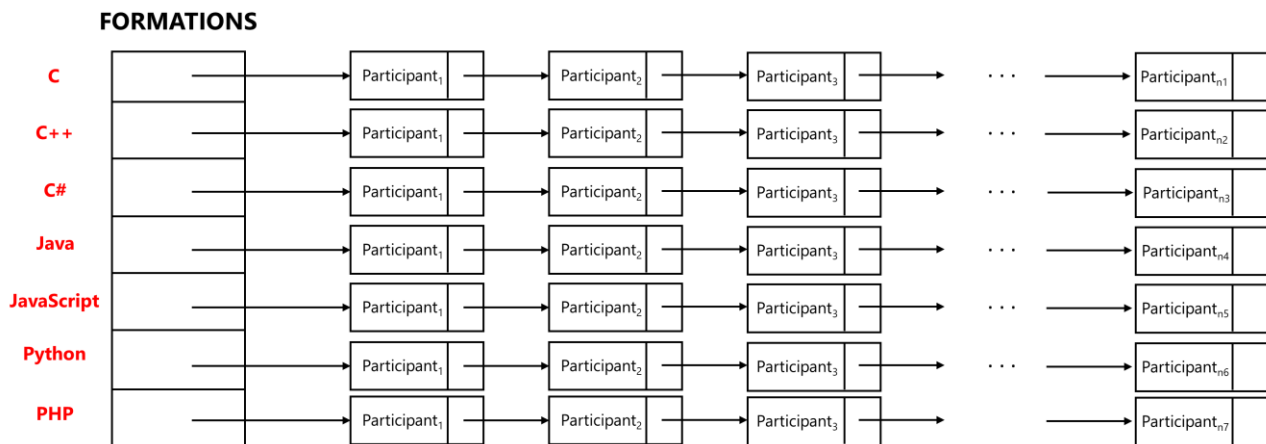 FORMATIONS
C Participant₁ Participant₂ Participant₃ ... Participantₙ₁
C++ Participant₁ Participant₂ Participant₃ ... Participantₙ₂
C# Participant₁ Participant₂ Participant₃ ... Participantₙ₃
Java Participant₁ Participant₂ Participant₃ ... Participantₙ₄
JavaScript Participant₁ Participant₂ Participant₃ ... Participantₙ₅
Python Participant₁ Participant₂ Participant₃ ... Participantₙ₆
PHP Participant₁ Participant₂ Participant₃ ... Participantₙ₇